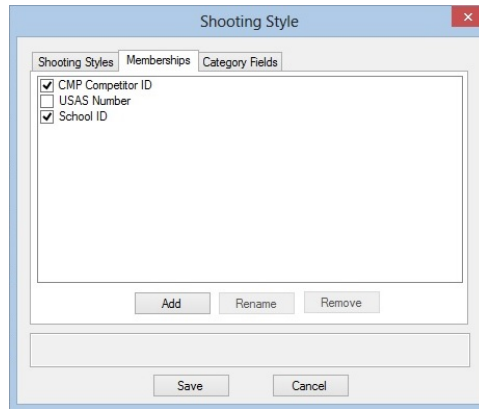 Shooting Style
Shooting Styles Memberships Category Fields
CMP Competitor ID
USAS Number
School ID
Add Rename Remove
Save Cancel